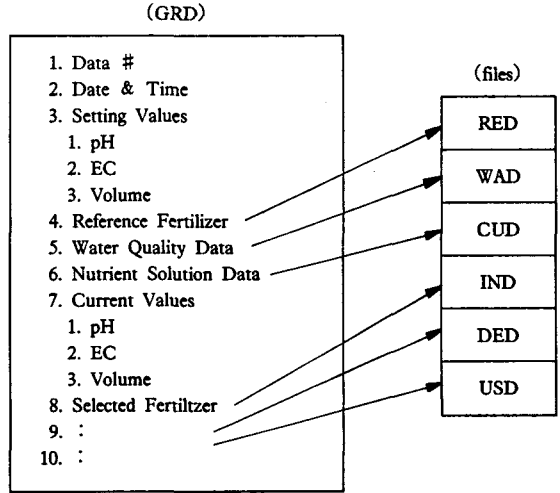 (GRD)
1. Data #
2. Date & Time
3. Setting Values
1. pH
2. EC
3. Volume
4. Reference Fertilizer
5. Water Quality Data
6. Nutrient Solution Data
7. Current Values
1. pH
2. EC
3. Volume
8. Selected Fertiltzer
9. :
10. :
(files)
RED
WAD
CUD
IND
DED
USD